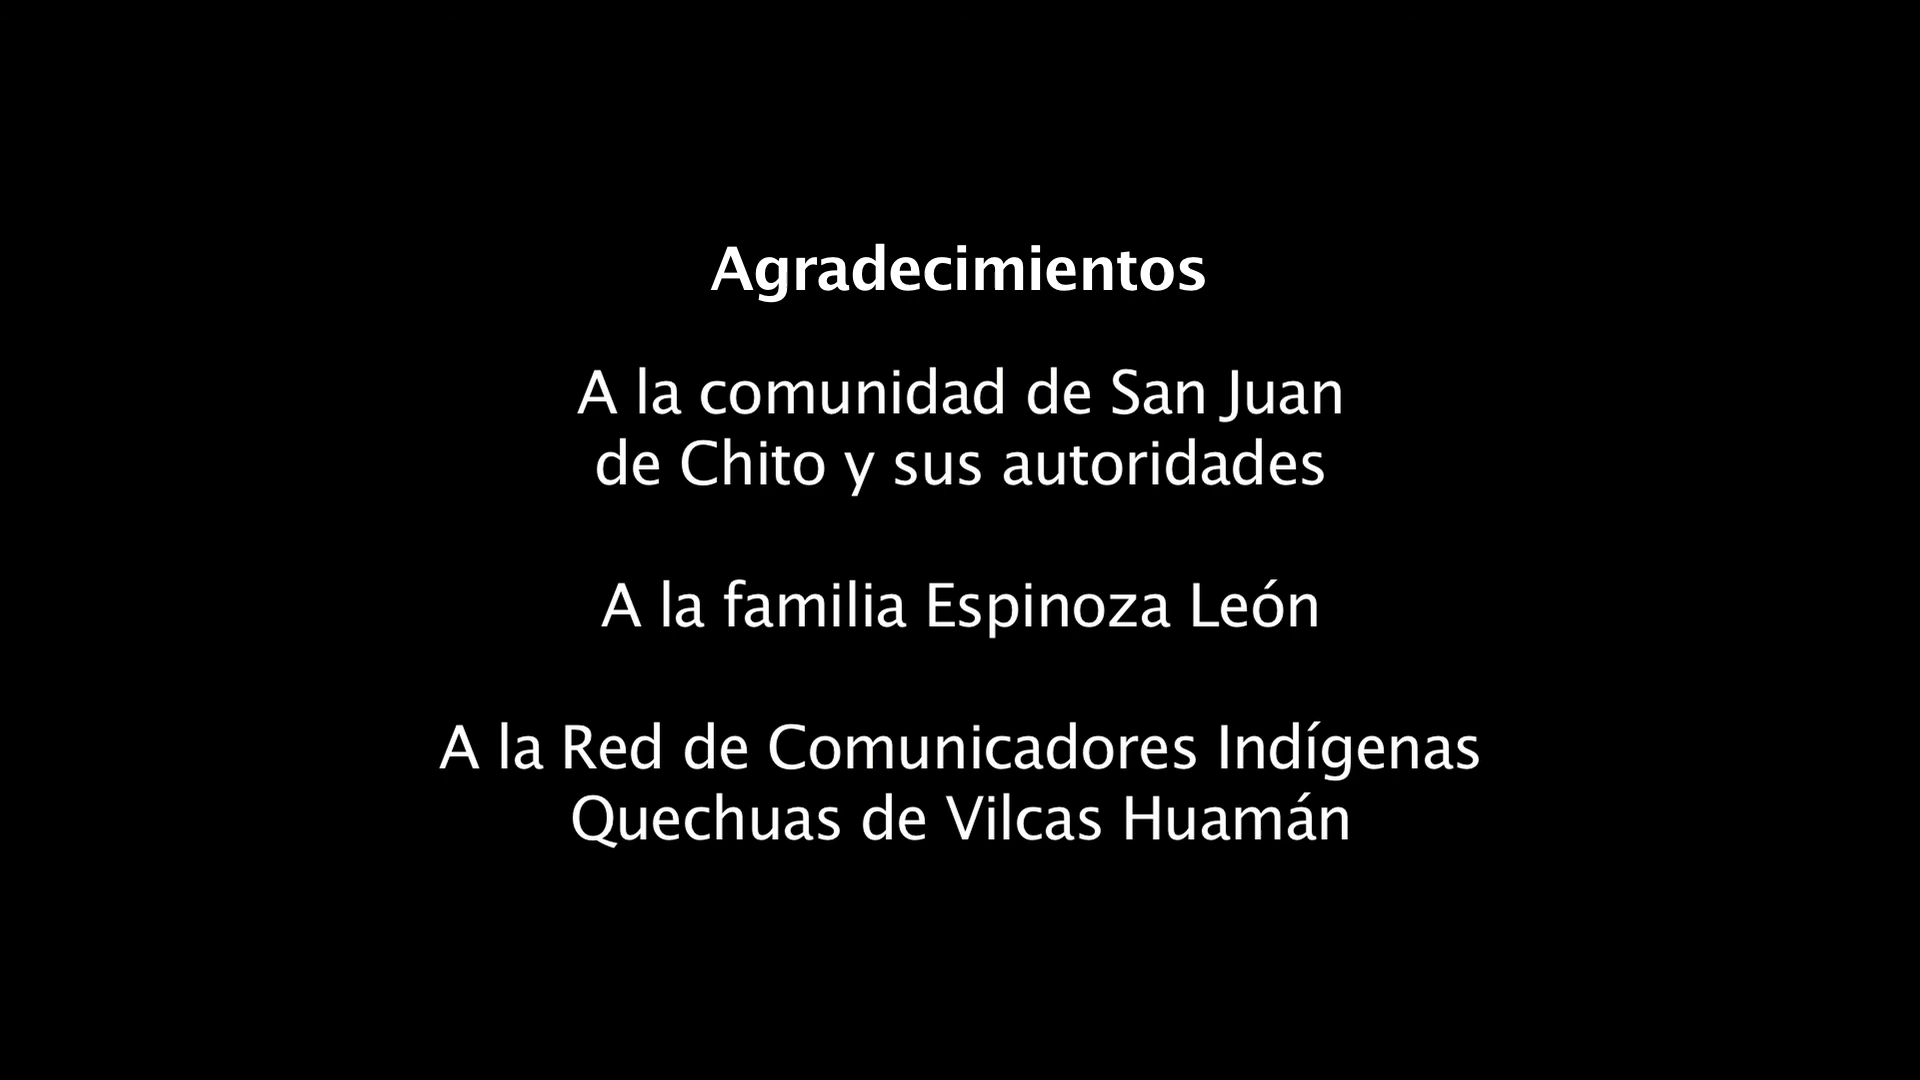 Agradecimientos
A la comunidad de San Juan
de Chito y sus autoridades
A la familia Espinoza León
A la Red de Comunicadores Indígenas
Quechuas de Vilcas Huamán